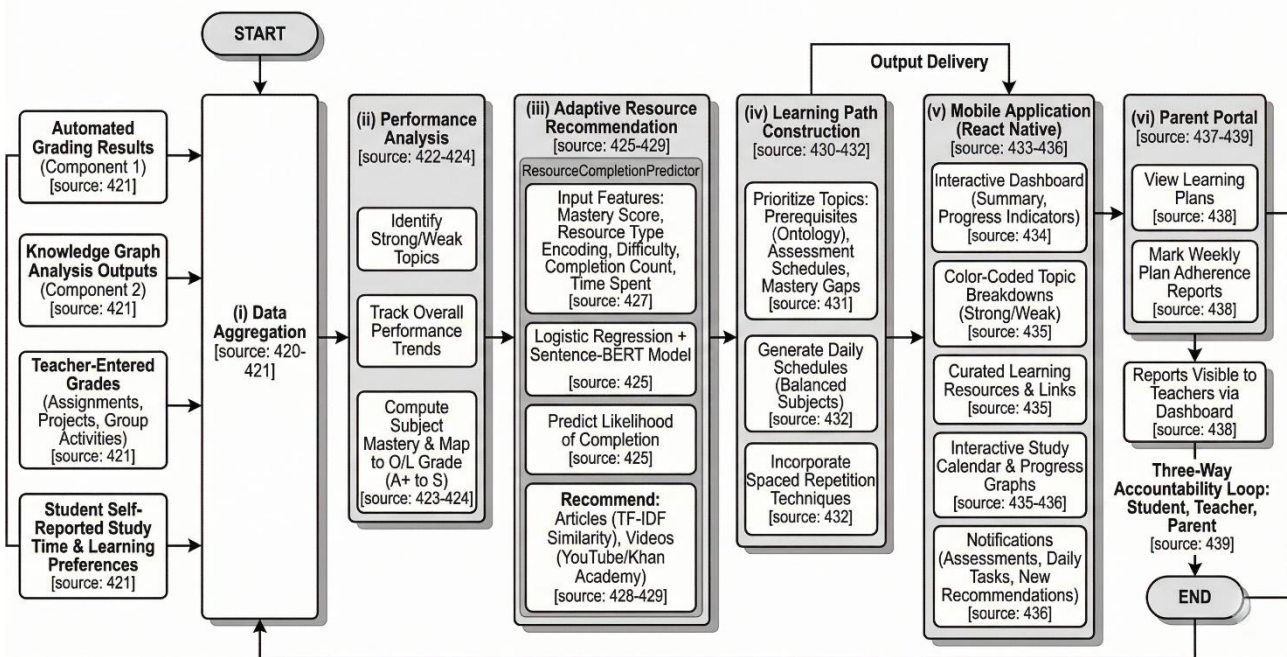 START
Automated
Grading Results
(Component 1)
[source: 421]
Knowledge Graph
Analysis Outputs
(Component 2)
[source: 421]
Teacher-Entered
Grades
(Assignments,
Projects, Group
Activities)
[source: 421]
Student Self-
Reported Study
Time & Learning
Preferences
[source: 421]
(i) Data
Aggregation
[source: 420-
421]
(ii) Performance
Analysis
[source: 422-424]
Identify
Strong/Weak
Topics
Track Overall
Performance
Trends
Compute
Subject
Mastery & Map
to O/L Grade
(A+ to S)
[source: 423-424]
(iii) Adaptive Resource
Recommendation
[source: 425-429]
ResourceCompletionPredictor
Input Features:
Mastery Score,
Resource Type
Encoding, Difficulty,
Completion Count,
Time Spent
[source: 427]
Logistic Regression +
Sentence-BERT Model
[source: 425]
Predict Likelihood
of Completion
[source: 425]
Recommend:
Articles (TF-IDF
Similarity), Videos
(YouTube/Khan
Academy)
[source: 428-429]
(iv) Learning Path
Construction
[source: 430-432]
Prioritize Topics:
Prerequisites
(Ontology),
Assessment
Schedules,
Mastery Gaps
[source: 431]
Generate Daily
Schedules
(Balanced
Subjects)
[source: 432]
Incorporate
Spaced Repetition
Techniques
[source: 432]
Output Delivery
(v) Mobile Application
(React Native)
[source: 433-436]
Interactive Dashboard
(Summary,
Progress Indicators)
[source: 434]
Color-Coded Topic
Breakdowns
(Strong/Weak)
[source: 435]
Curated Learning
Resources & Links
[source: 435]
Interactive Study
Calendar & Progress
Graphs
[source: 435-436]
Notifications
(Assessments, Daily
Tasks, New
Recommendations)
[source: 436]
(vi) Parent Portal
[source: 437-439]
View Learning
Plans
[source: 438]
Mark Weekly
Plan Adherence
Reports
[source: 438]
Reports Visible to
Teachers via
Dashboard
[source: 438]
Three-Way
Accountability Loop:
Student, Teacher,
Parent
[source: 439]
END